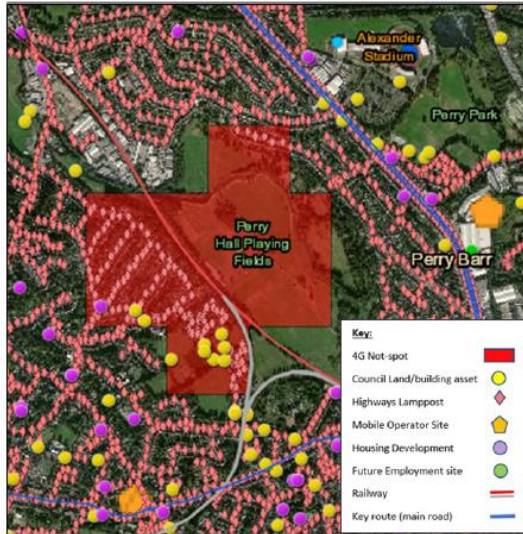 Alexander
Stadium
Perry Park
Perry
Hall Playing
Fields
Perry Barr
Key:
4G Not-spot
Council Land/building asset
Highways Lamppost
Mobile Operator Site
Housing Development
Future Employment site
Railway
Key route (main road)